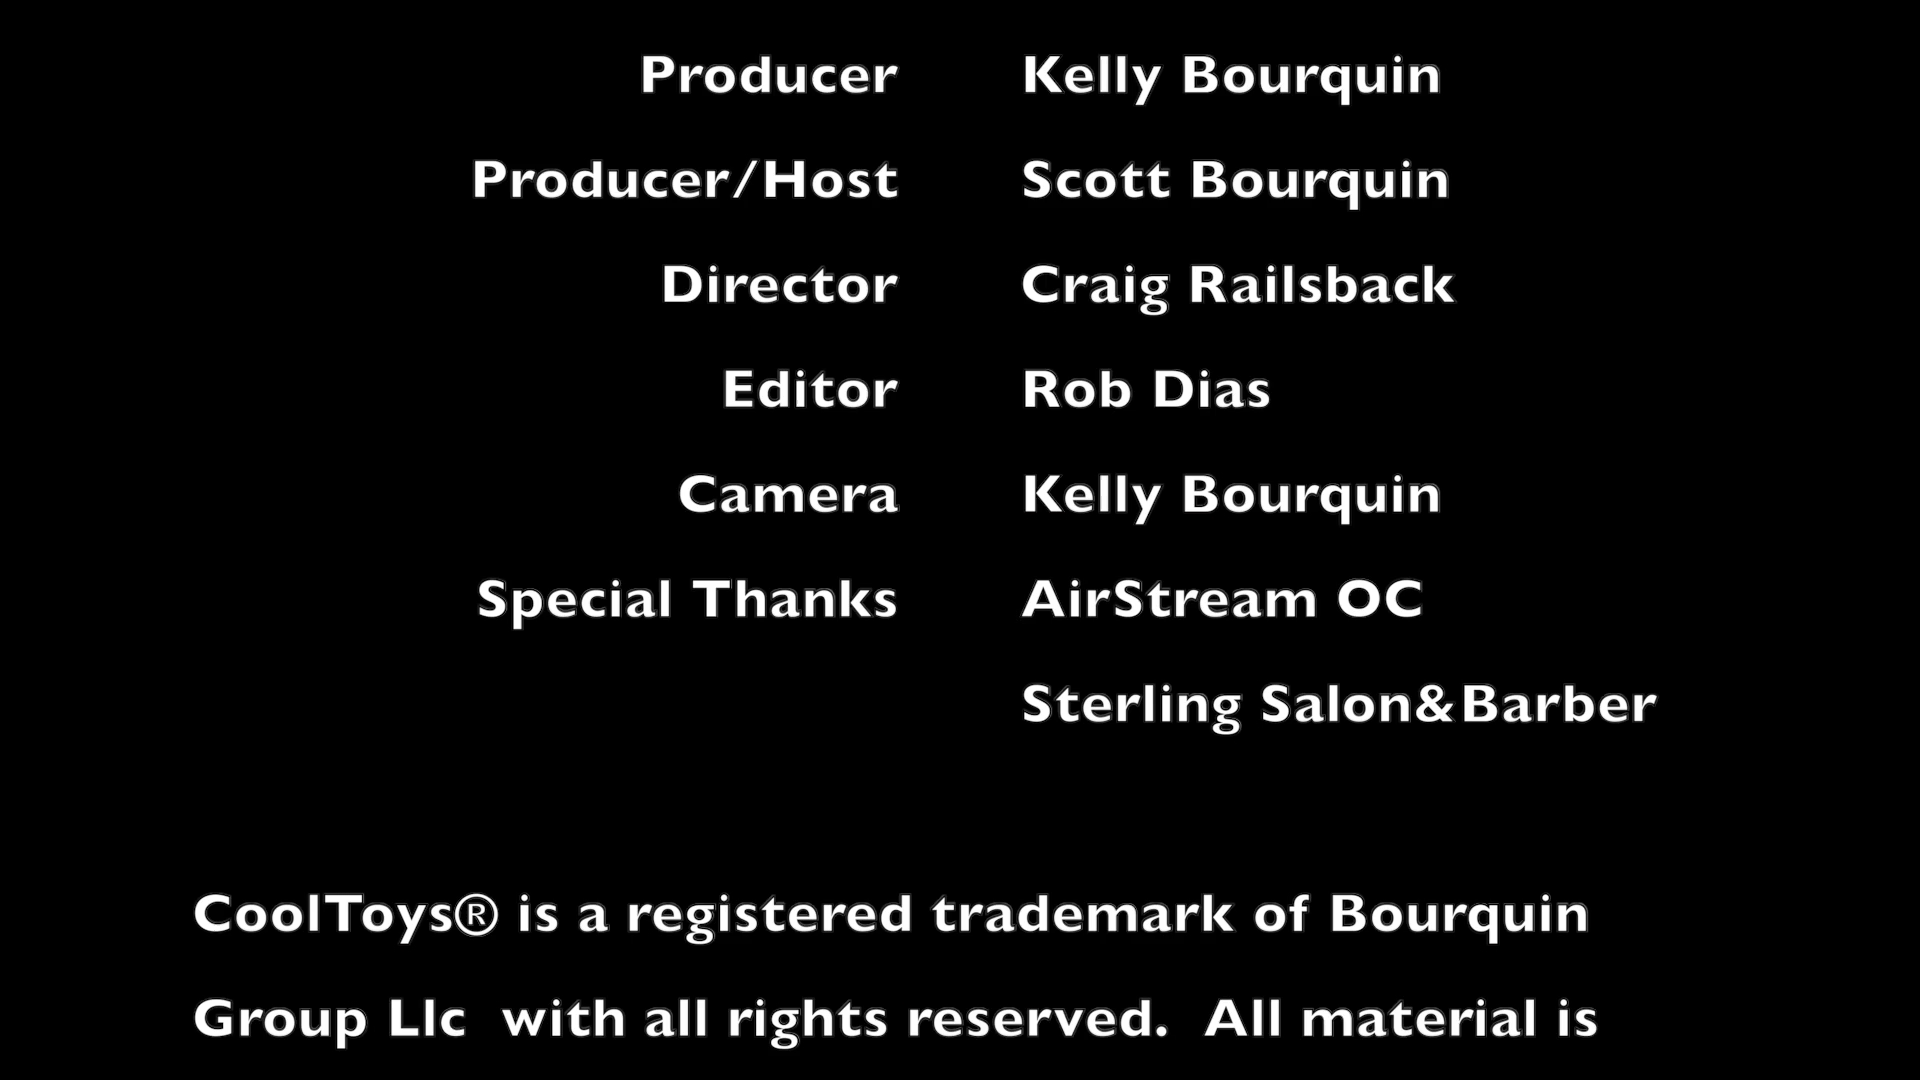 Producer Kelly Bourquin
Producer/Host Scott Bourquin
Director Craig Railsback
Editor Rob Dias
Camera Kelly Bourquin
Special Thanks AirStream OC
Sterling Salon&Barber
CoolToys® is a registered trademark of Bourquin
Group Llc  with all rights reserved.  All material is